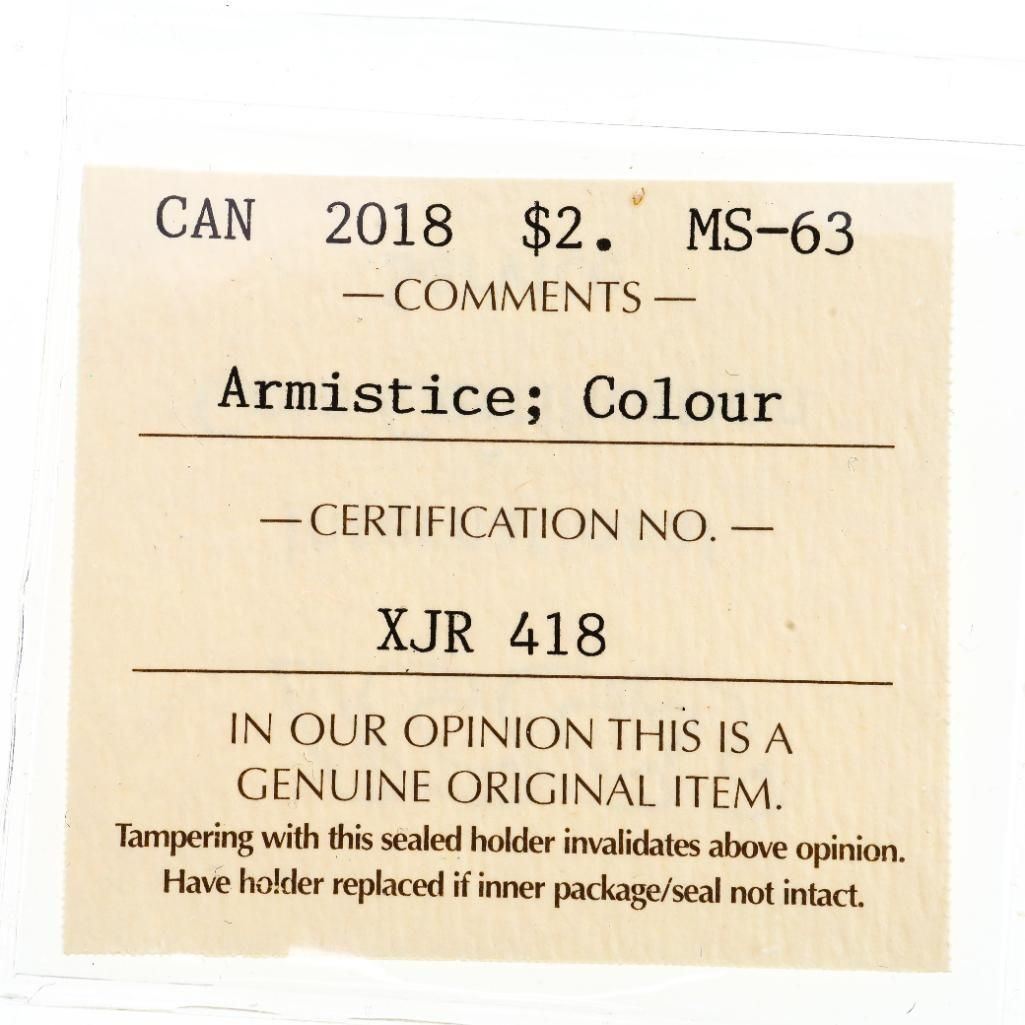 CAN 2018 $2. MS-63
— COMMENTS —
Armistice; Colour
— CERTIFICATION NO. —
XJR 418
IN OUR OPINION THIS IS A
GENUINE ORIGINAL ITEM.
Tampering with this sealed holder invalidates above opinion.
Have holder replaced if inner package/seal not intact.